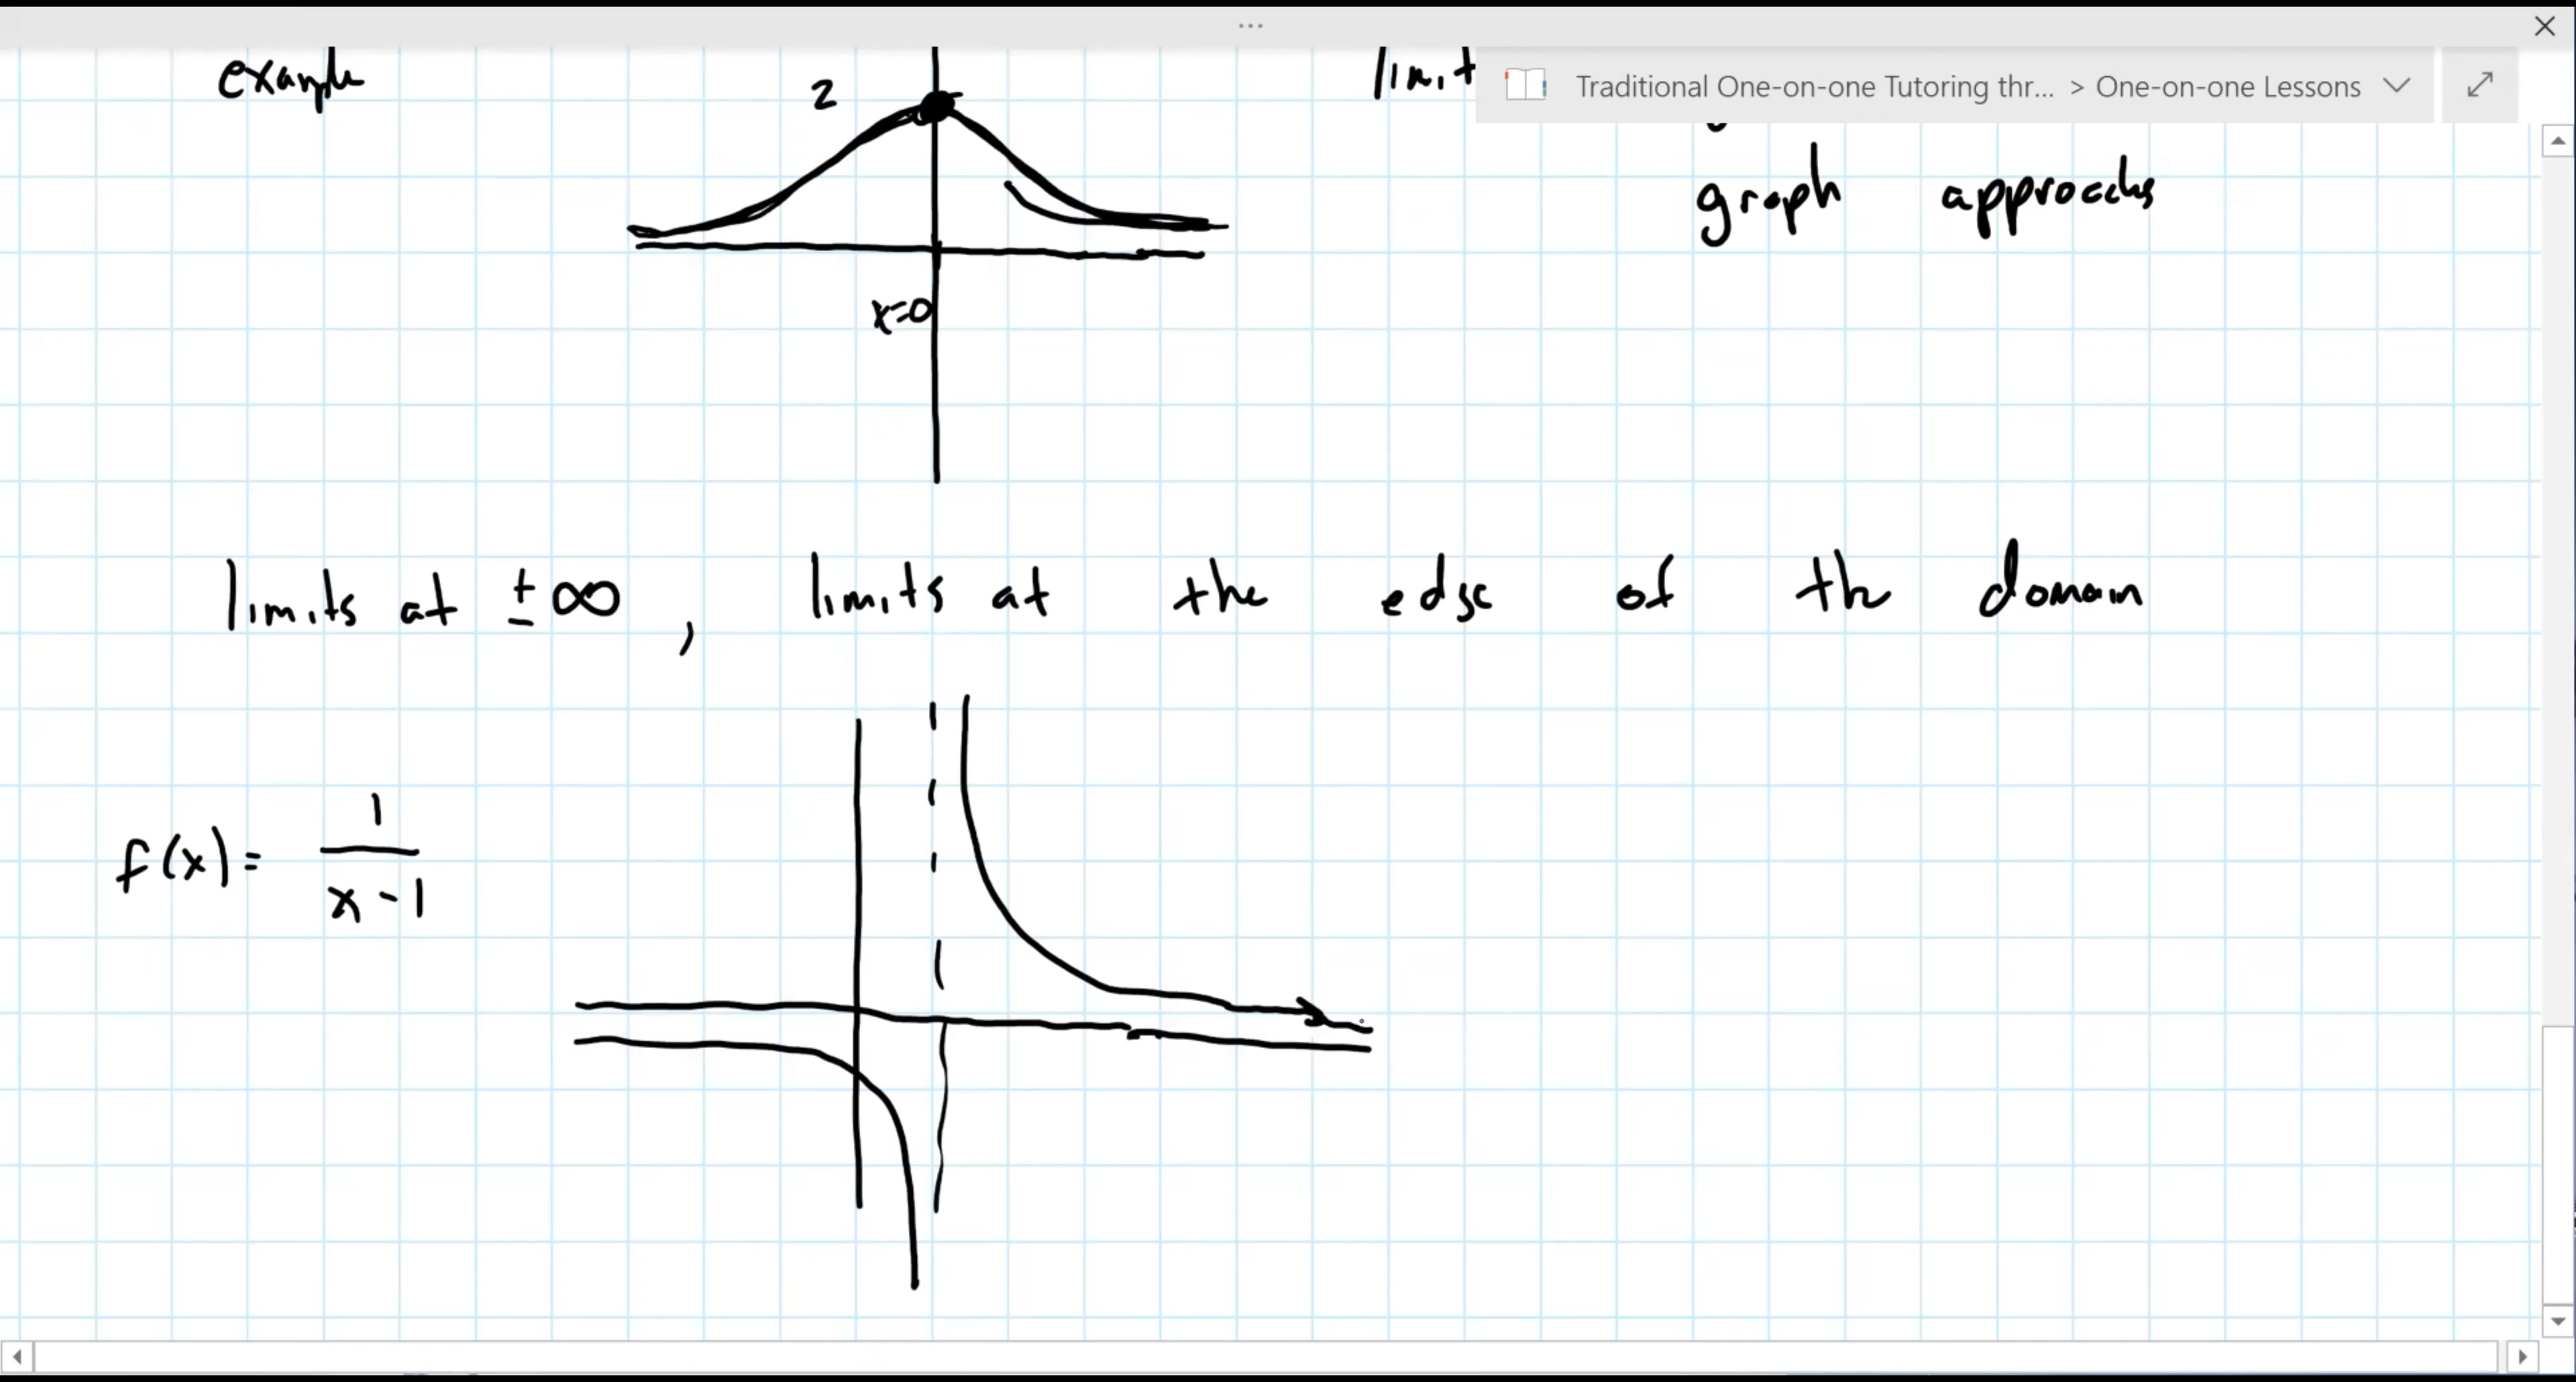 ...
Traditional One-on-one Tutoring thr... > One-on-one Lessons
example
2
limit
graph approachs
x=0
limits at ±∞, limits at the edge of the domain
f(x) = 1/(x-1)